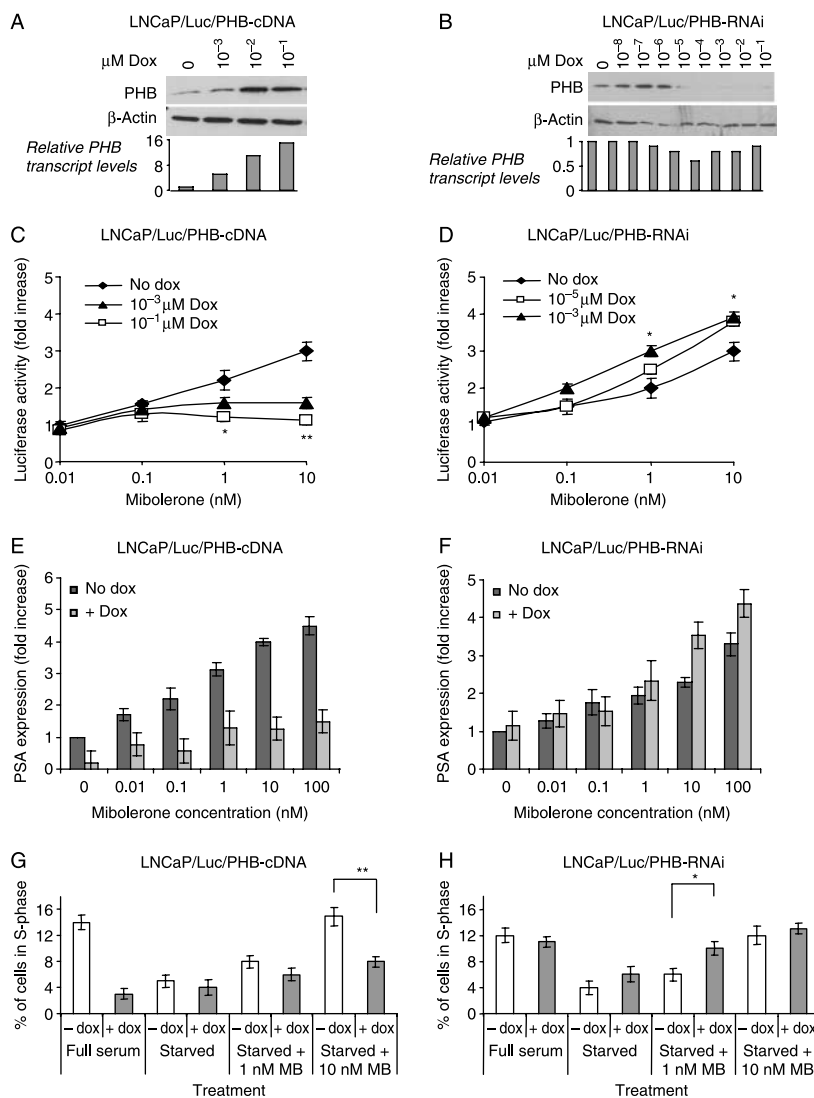 A
LNCaP/Luc/PHB-cDNA
µM Dox
0
10⁻³
10⁻²
10⁻¹
PHB
β-Actin
Relative PHB
transcript levels
16
8
0
B
LNCaP/Luc/PHB-RNAi
µM Dox
0
10⁻⁸
10⁻⁷
10⁻⁶
10⁻⁵
10⁻⁴
10⁻³
10⁻²
10⁻¹
PHB
β-Actin
Relative PHB
transcript levels
1
0.5
0
C
LNCaP/Luc/PHB-cDNA
Luciferase activity (fold inrease)
5
4
3
2
1
0
No dox
10⁻³µM Dox
10⁻¹µM Dox
*
**
0.01 0.1 1 10
Mibolerone (nM)
D
LNCaP/Luc/PHB-RNAi
Luciferase activity (fold increase)
5
4
3
2
1
0
No dox
10⁻⁵µM Dox
10⁻³µM Dox
*
*
0.01 0.1 1 10
Mibolerone (nM)
E
LNCaP/Luc/PHB-cDNA
PSA expression (fold increase)
6
5
4
2
1
0
No dox
+ Dox
0 0.01 0.1 1 10 100
Mibolerone concentration (nM)
F
LNCaP/Luc/PHB-RNAi
PSA expression (fold increase)
5
4
3
2
1
0
No dox
+ Dox
0 0.01 0.1 1 10 100
Mibolerone concentration (nM)
G
LNCaP/Luc/PHB-cDNA
% of cells in S-phase
16
12
8
4
0
**
– dox + dox – dox + dox – dox + dox – dox + dox
Full serum Starved Starved + Starved +
1 nM MB 10 nM MB
Treatment
H
LNCaP/Luc/PHB-RNAi
% of cells in S-phase
16
12
8
4
0
*
– dox + dox – dox + dox – dox + dox – dox + dox
Full serum Starved Starved + Starved +
1 nM MB 10 nM MB
Treatment